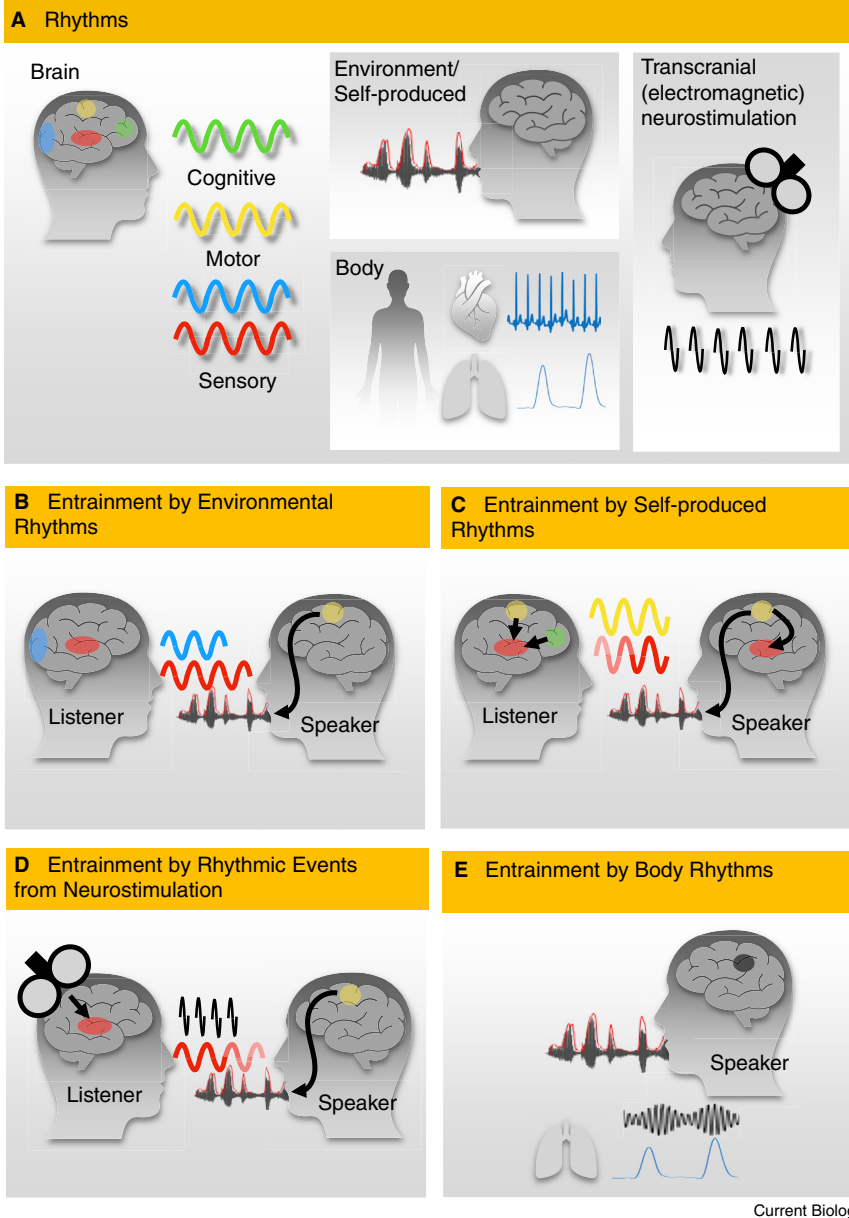 A Rhythms
Brain
Cognitive
Motor
Sensory
Environment/
Self-produced
Body
Transcranial
(electromagnetic)
neurostimulation
B Entrainment by Environmental
Rhythms
Listener
Speaker
C Entrainment by Self-produced
Rhythms
Listener
Speaker
D Entrainment by Rhythmic Events
from Neurostimulation
Listener
Speaker
E Entrainment by Body Rhythms
Speaker
Current Biolog